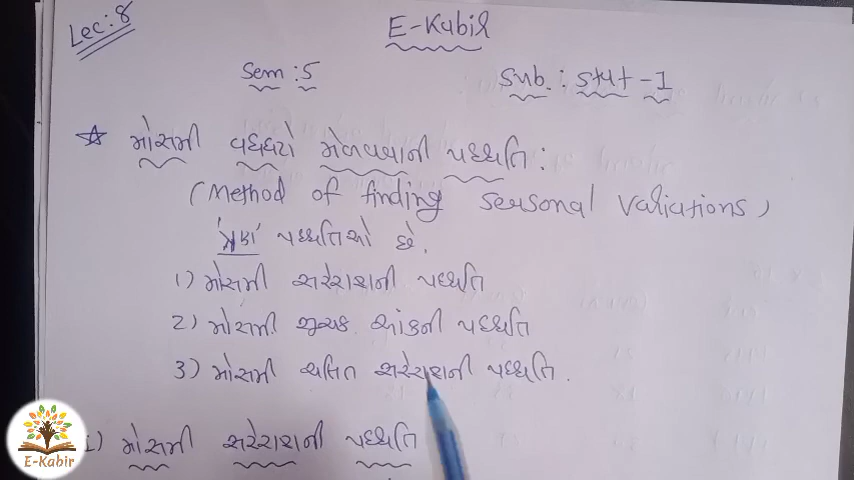 Lec:8
E-Kabir
Sem:5 Sub: stat-1
☆ મોસમી વધઘટો મેળવવાની પધ્ધતિ:
(Method of finding sersonal variations)
'ત્રણ' પધ્ધતિઓ છે.
1) મોસમી સરેરાશની પધ્ધતિ
2) મોસમી સૂચક આંકની પધ્ધતિ
3) મોસમી ચલિત સરેરાશની પધ્ધતિ.
1) મોસમી સરેરાશની પધ્ધતિ
E-Kabir